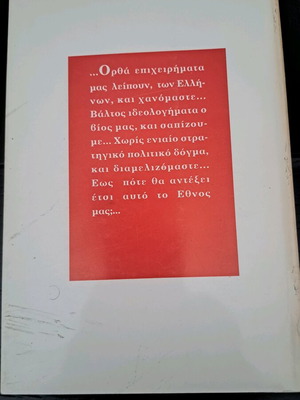 ...Ορθά επιχειρήματα
μας λείπουν, των Ελλή-
νων, και χανόμαστε...
Βάλτος ιδεολογήματα ο
βίος μας, και σαπίζου-
με... Χωρίς ενιαίο στρα-
τηγικό πολιτικό δόγμα,
και διαμελιζόμαστε...
Εως πότε θα αντέξει
έτσι αυτό το Εθνος
μας;...